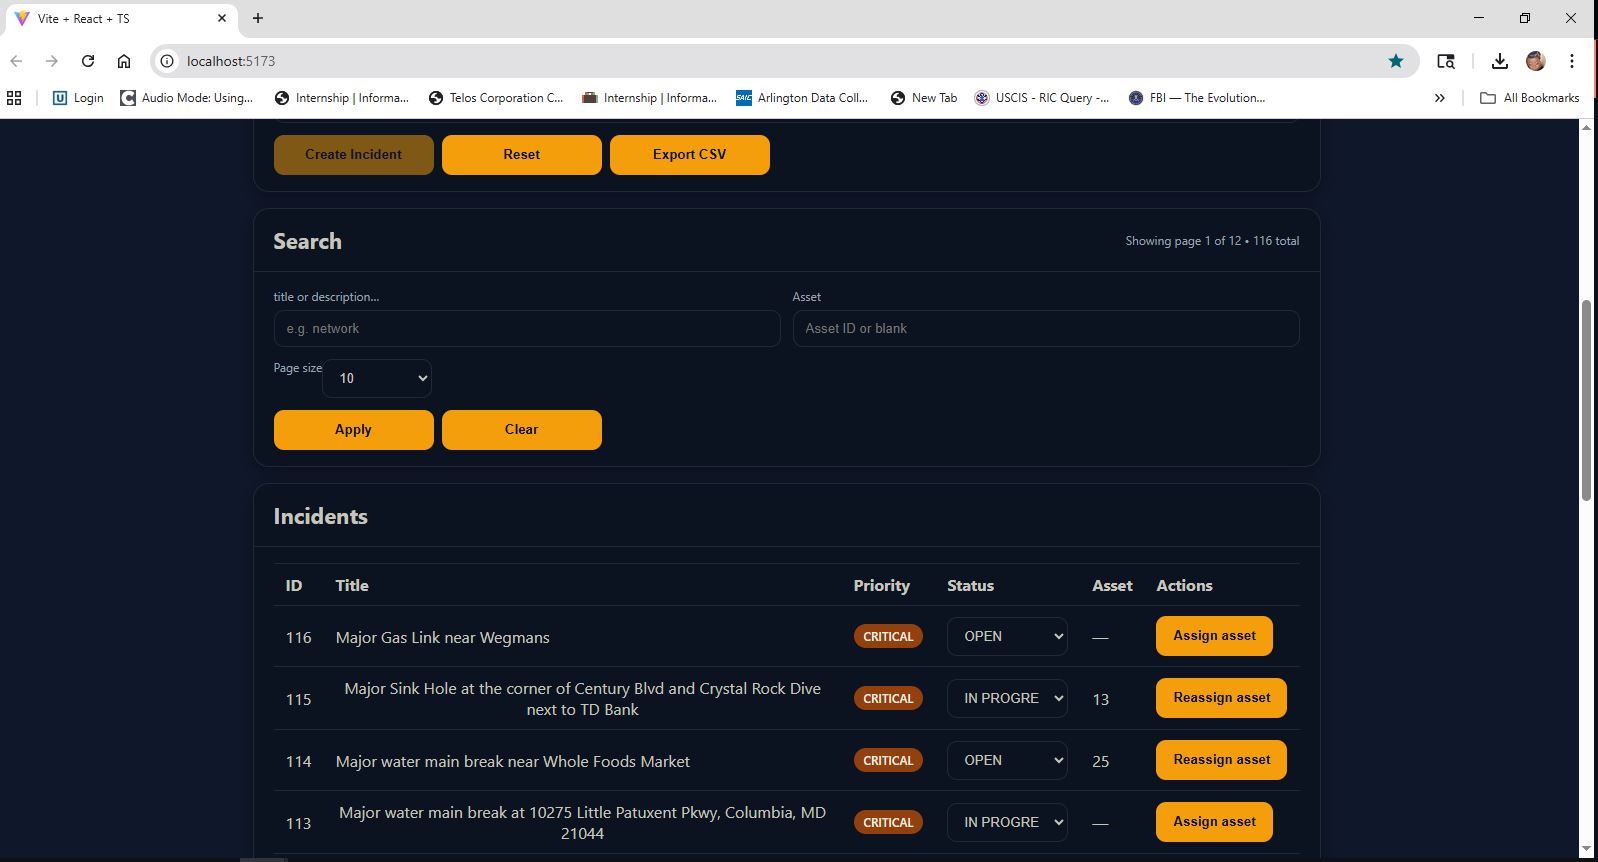 Vite + React + TS
localhost:5173
Login
Audio Mode: Using...
Internship | Informa...
Telos Corporation C...
Internship | Informa...
SAIC
Arlington Data Coll...
New Tab
USCIS - RIC Query -...
FBI — The Evolution...
All Bookmarks
Create Incident
Reset
Export CSV
Search
Showing page 1 of 12 • 116 total
title or description...
Asset
e.g. network
Asset ID or blank
Page size
10
Apply
Clear
Incidents
ID Title Priority Status Asset Actions
116 Major Gas Link near Wegmans CRITICAL OPEN — Assign asset
115 Major Sink Hole at the corner of Century Blvd and Crystal Rock Dive
next to TD Bank CRITICAL IN PROGRE 13 Reassign asset
114 Major water main break near Whole Foods Market CRITICAL OPEN 25 Reassign asset
113 Major water main break at 10275 Little Patuxent Pkwy, Columbia, MD
21044 CRITICAL IN PROGRE — Assign asset